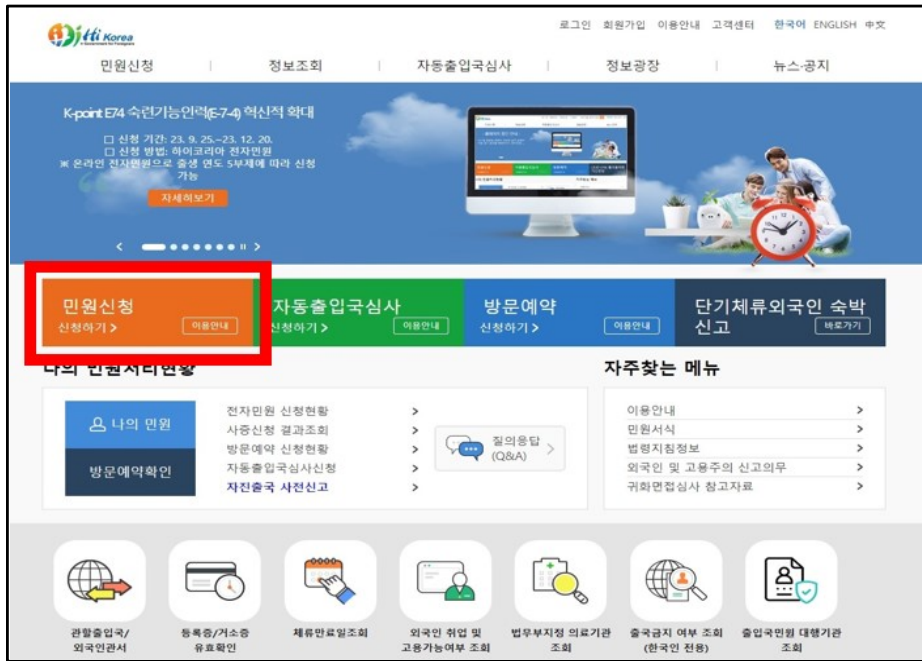 Hi Korea
e-Government for Foreigners
로그인 회원가입 이용안내 고객센터 한국어 ENGLISH 中文
민원신청 정보조회 자동출입국심사 정보광장 뉴스·공지
K-point E74 숙련기능인력(E-7-4) 혁신적 확대
□ 신청 기간: 23. 9. 25.~23. 12. 20.
□ 신청 방법: 하이코리아 전자민원
※ 온라인 전자민원으로 출생 연도 5부제에 따라 신청
가능
자세히보기
민원신청
신청하기 >
이용안내
자동출입국심사
신청하기 >
이용안내
방문예약
신청하기 >
이용안내
단기체류외국인 숙박
신고
바로가기
나의 민원처리현황
나의 민원
방문예약확인
전자민원 신청현황 >
사증신청 결과조회 >
방문예약 신청현황 >
자동출입국심사신청 >
자진출국 사전신고 >
질의응답
(Q&A)
자주찾는 메뉴
이용안내 >
민원서식 >
법령지침정보 >
외국인 및 고용주의 신고의무 >
귀화면접심사 참고자료 >
관할출입국/
외국인관서
등록증/거소증
유효확인
체류만료일조회
외국인 취업 및
고용가능여부 조회
법무부지정 의료기관
조회
출국금지 여부 조회
(한국인 전용)
출입국민원 대행기관
조회